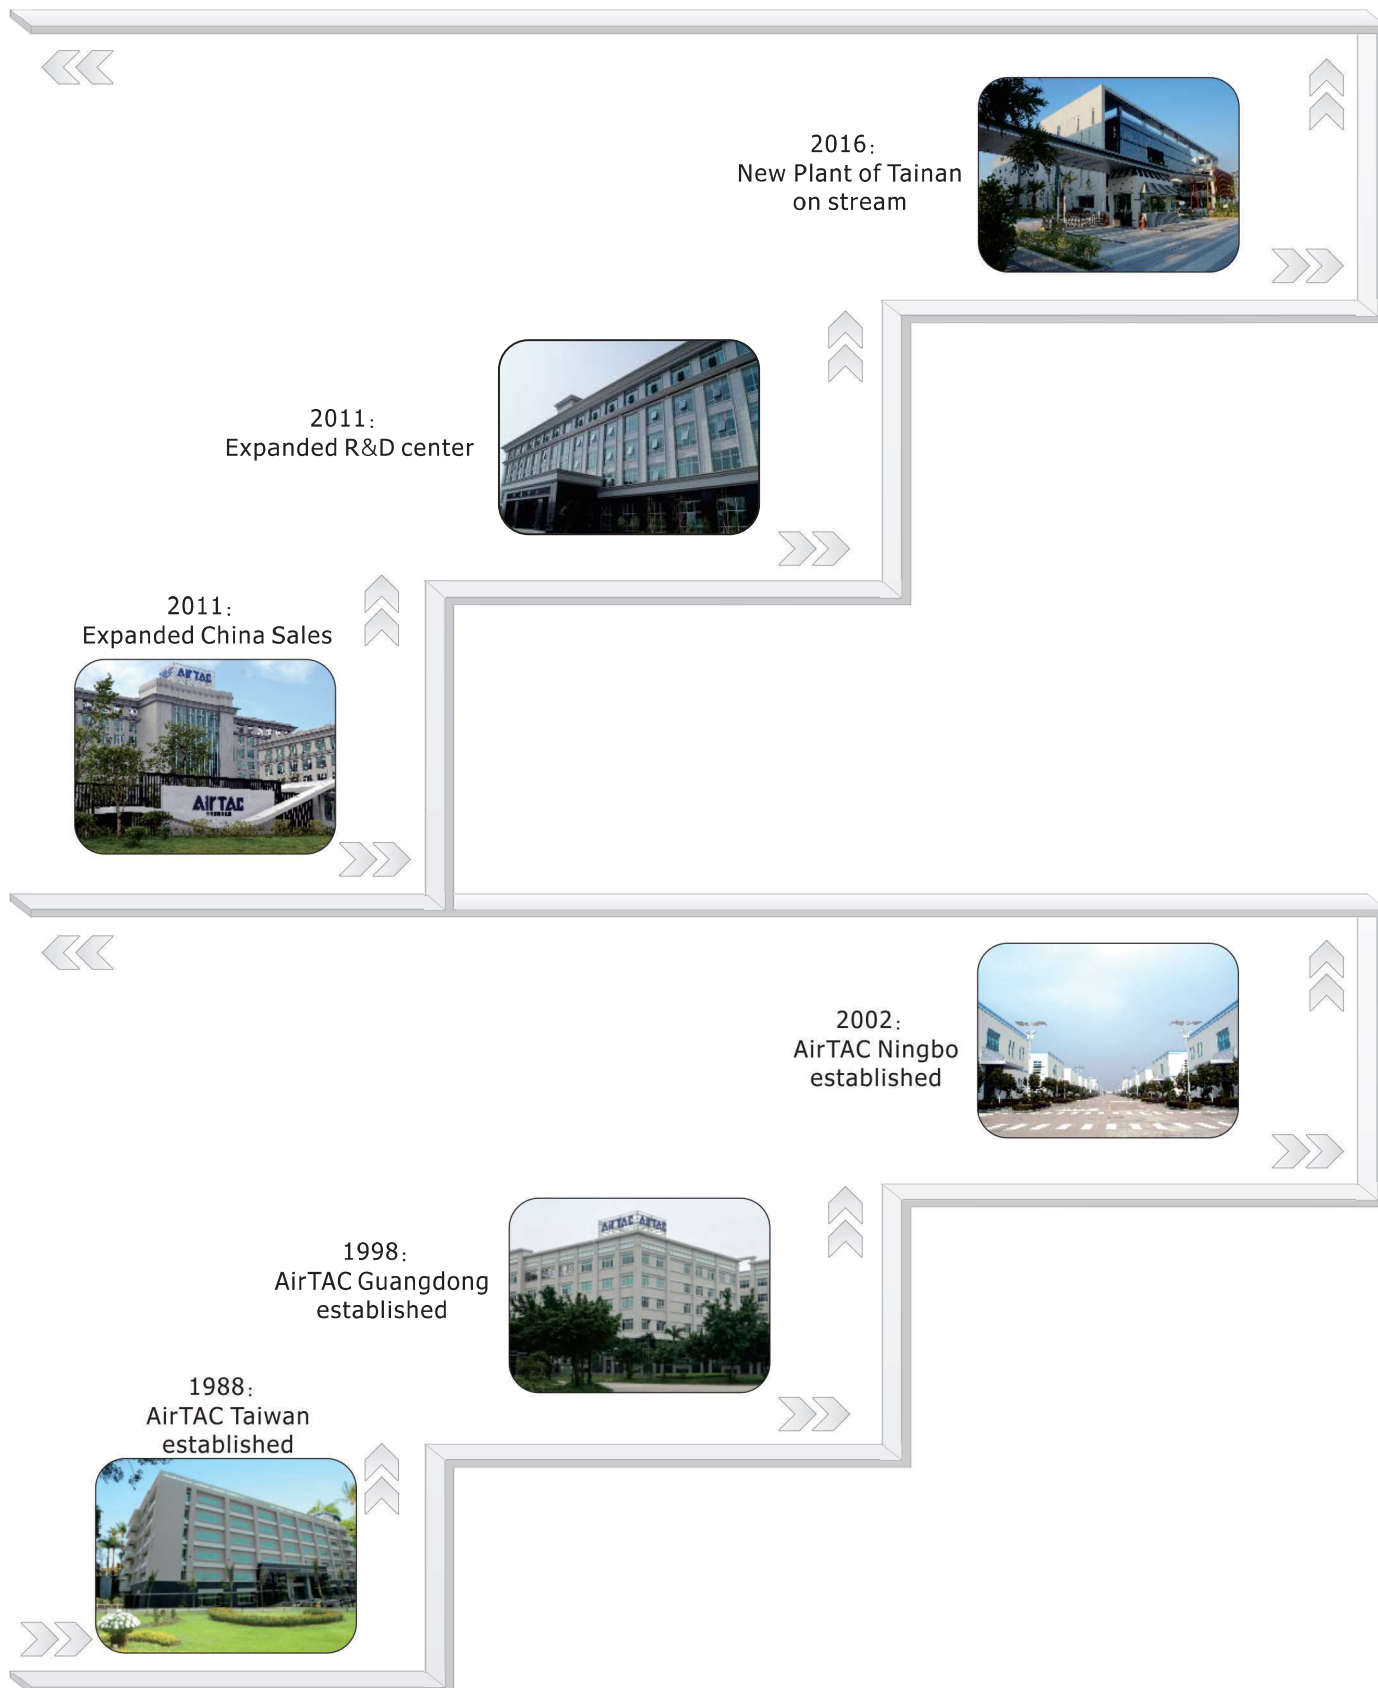 2016:
New Plant of Tainan
on stream
2011:
Expanded R&D center
2011:
Expanded China Sales
AirTAC
AirTAC
2002:
AirTAC Ningbo
established
1998:
AirTAC Guangdong
established
AirTAC AirTAC
1988:
AirTAC Taiwan
established